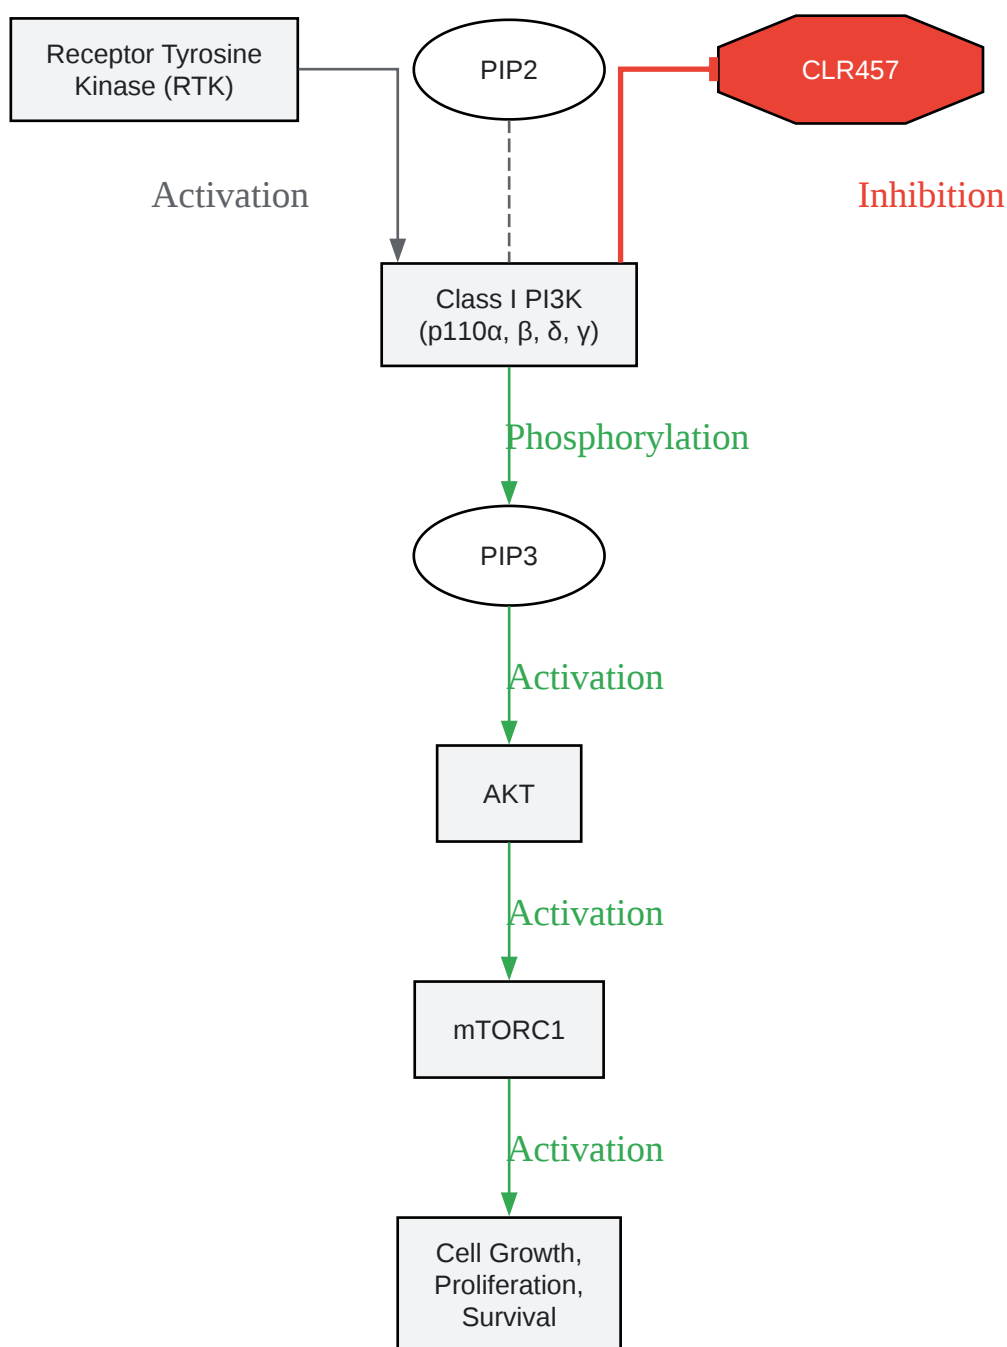 Receptor Tyrosine
Kinase (RTK)
PIP2
CLR457
Activation
Inhibition
Class I PI3K
(p110α, β, δ, γ)
Phosphorylation
PIP3
Activation
AKT
Activation
mTORC1
Activation
Cell Growth,
Proliferation,
Survival